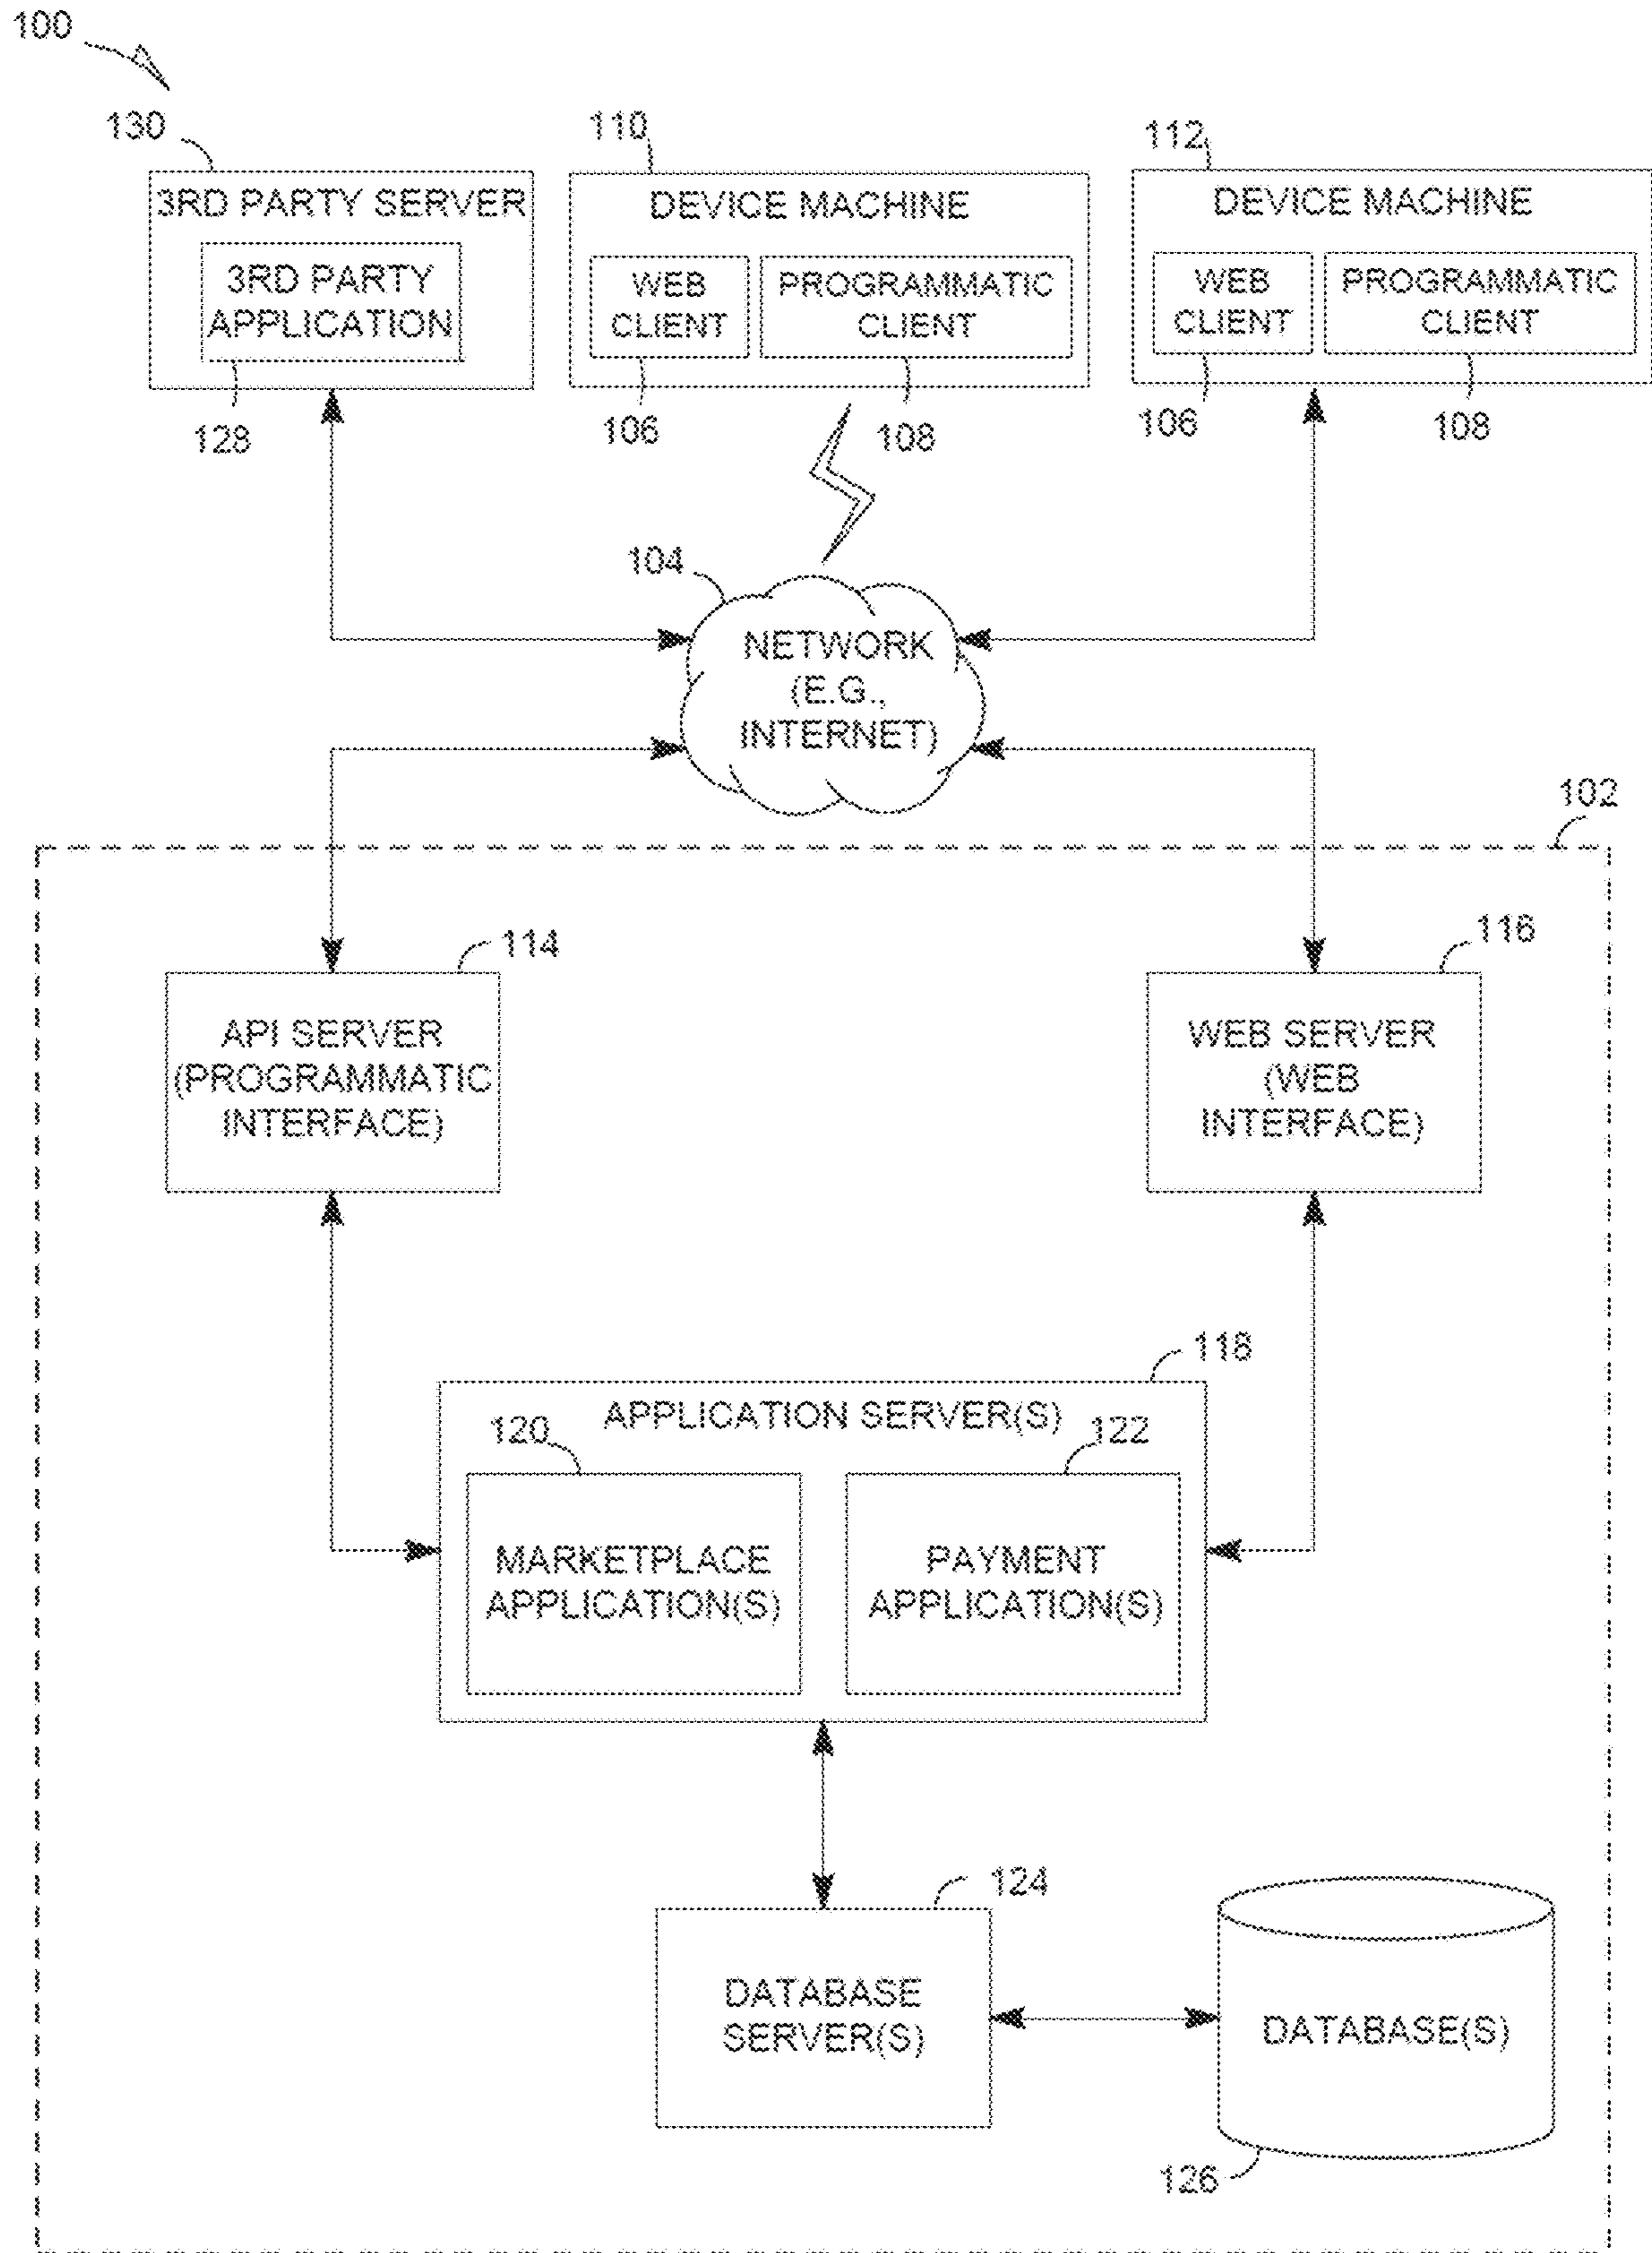 100
130
110
112
3RD PARTY SERVER
3RD PARTY
APPLICATION
128
DEVICE MACHINE
WEB
CLIENT
PROGRAMMATIC
CLIENT
106
108
DEVICE MACHINE
WEB
CLIENT
PROGRAMMATIC
CLIENT
106
108
104
NETWORK
(E.G.,
INTERNET)
102
114
API SERVER
(PROGRAMMATIC
INTERFACE)
116
WEB SERVER
(WEB
INTERFACE)
118
APPLICATION SERVER(S)
120
122
MARKETPLACE
APPLICATION(S)
PAYMENT
APPLICATION(S)
124
DATABASE
SERVER(S)
DATABASE(S)
126